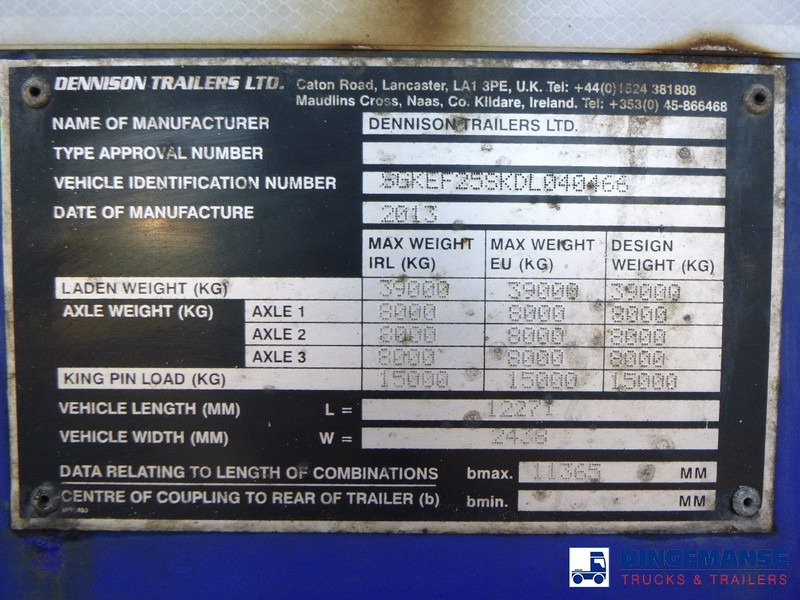 DENNISON TRAILERS LTD. Caton Road, Lancaster, LA1 3PE, U.K. Tel: +44(0)1524 381808
Maudlins Cross, Naas, Co. Kildare, Ireland. Tel: +353(0) 45-866468
NAME OF MANUFACTURER DENNISON TRAILERS LTD.
TYPE APPROVAL NUMBER
VEHICLE IDENTIFICATION NUMBER
DATE OF MANUFACTURE 2013
MAX WEIGHT IRL (KG) MAX WEIGHT EU (KG) DESIGN WEIGHT (KG)
LADEN WEIGHT (KG) 39000 39000 39000
AXLE WEIGHT (KG) AXLE 1 8000 8000 8000
AXLE 2 8000 8000 8000
AXLE 3 8000 8000
KING PIN LOAD (KG) 15000 15000 15000
VEHICLE LENGTH (MM) L = 12271
VEHICLE WIDTH (MM) W = 2438
DATA RELATING TO LENGTH OF COMBINATIONS bmax. 11365 MM
CENTRE OF COUPLING TO REAR OF TRAILER (b) bmin. MM
DINGEMANSE
TRUCKS & TRAILERS